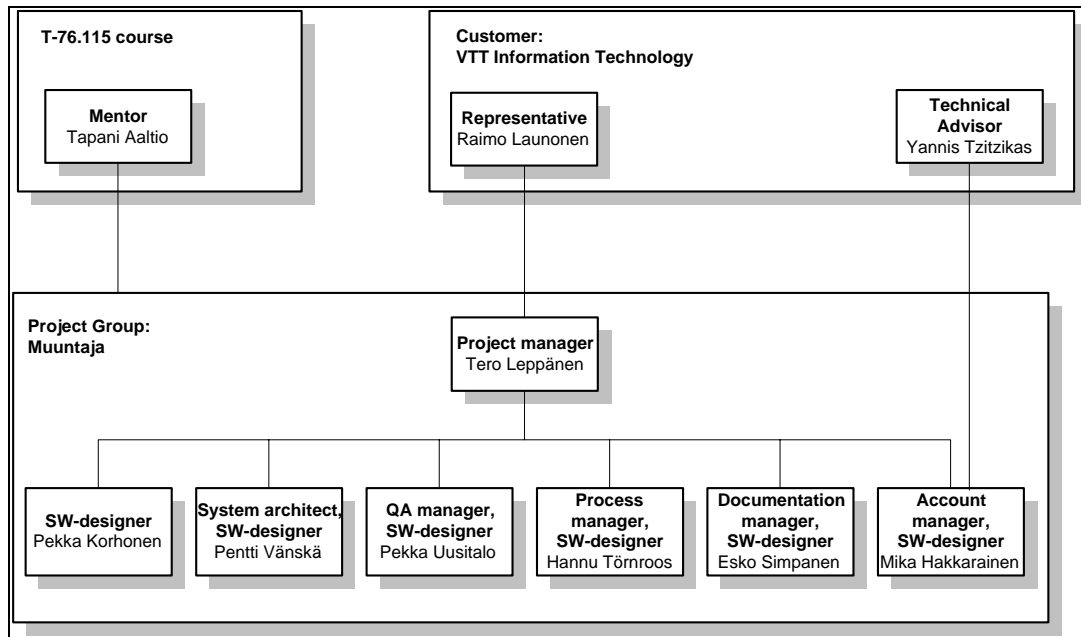 T-76.115 course
Mentor
Tapani Aaltio
Customer:
VTT Information Technology
Representative
Raimo Launonen
Technical
Advisor
Yannis Tzitzikas
Project Group:
Muuntaja
Project manager
Tero Leppänen
SW-designer
Pekka Korhonen
System architect,
SW-designer
Pentti Vänskä
QA manager,
SW-designer
Pekka Uusitalo
Process
manager,
SW-designer
Hannu Törnroos
Documentation
manager,
SW-designer
Esko Simpanen
Account
manager,
SW-designer
Mika Hakkarainen